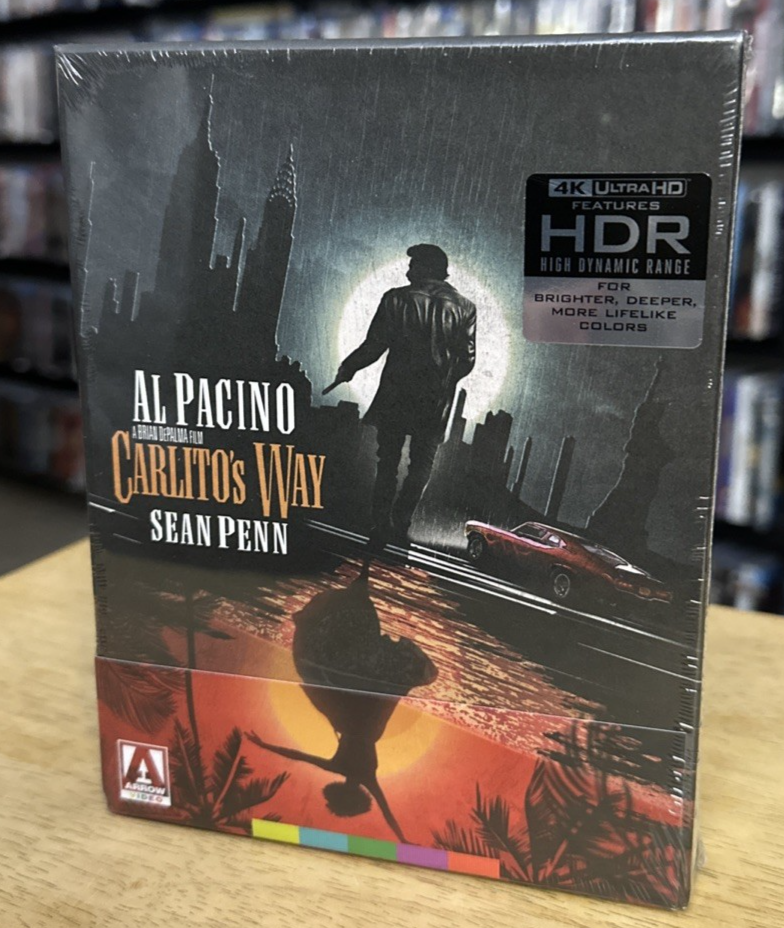 4K ULTRA HD
FEATURES
HDR
HIGH DYNAMIC RANGE
FOR
BRIGHTER, DEEPER,
MORE LIFELIKE
COLORS
AL PACINO
A BRIAN DEPALMA FILM
CARLITO'S WAY
SEAN PENN
A
ARROW
VIDEO